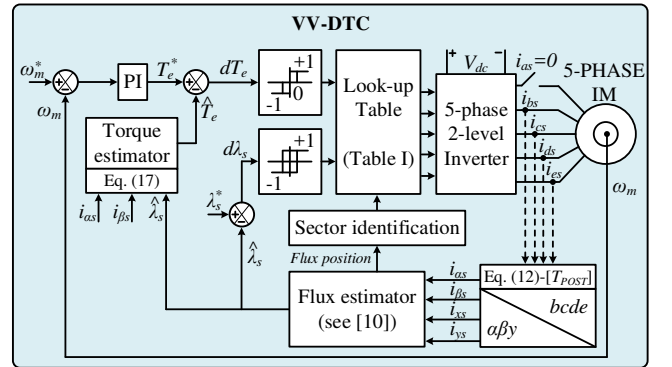 VV-DTC
ω*m
PI
T*e
dTe
+1
0
-1
Look-up
Table
(Table I)
+ Vdc −
5-phase
2-level
Inverter
ias=0
5-PHASE
IM
ibs
ics
ids
ies
ωm
ωm
T̂e
Torque
estimator
Eq. (17)
iαs
iβs
λ̂s
dλs
+1
-1
λ*s
λ̂s
Sector identification
Flux position
Flux estimator
(see [10])
iαs
iβs
ixs
iys
Eq. (12)-[TPOST]
bcde
αβy